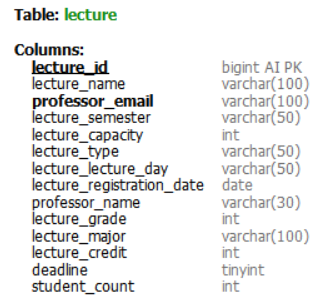 Table: lecture
Columns:
lecture_id bigint AI PK
lecture_name varchar(100)
professor_email varchar(100)
lecture_semester varchar(50)
lecture_capacity int
lecture_type varchar(50)
lecture_lecture_day varchar(50)
lecture_registration_date date
professor_name varchar(30)
lecture_grade int
lecture_major varchar(100)
lecture_credit int
deadline tinyint
student_count int